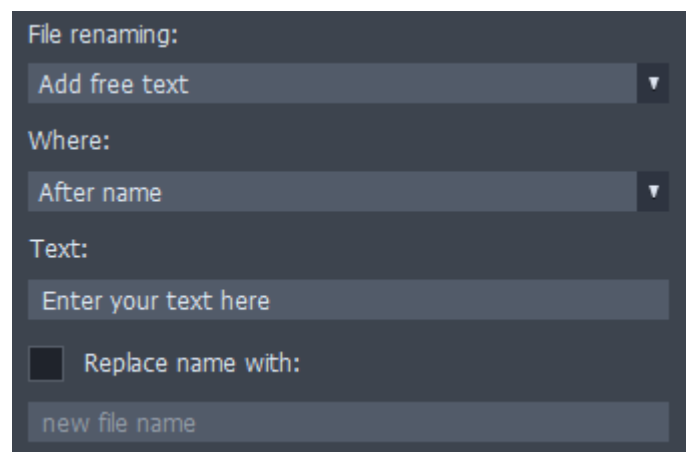 File renaming:
Add free text
Where:
After name
Text:
Enter your text here
Replace name with:
new file name